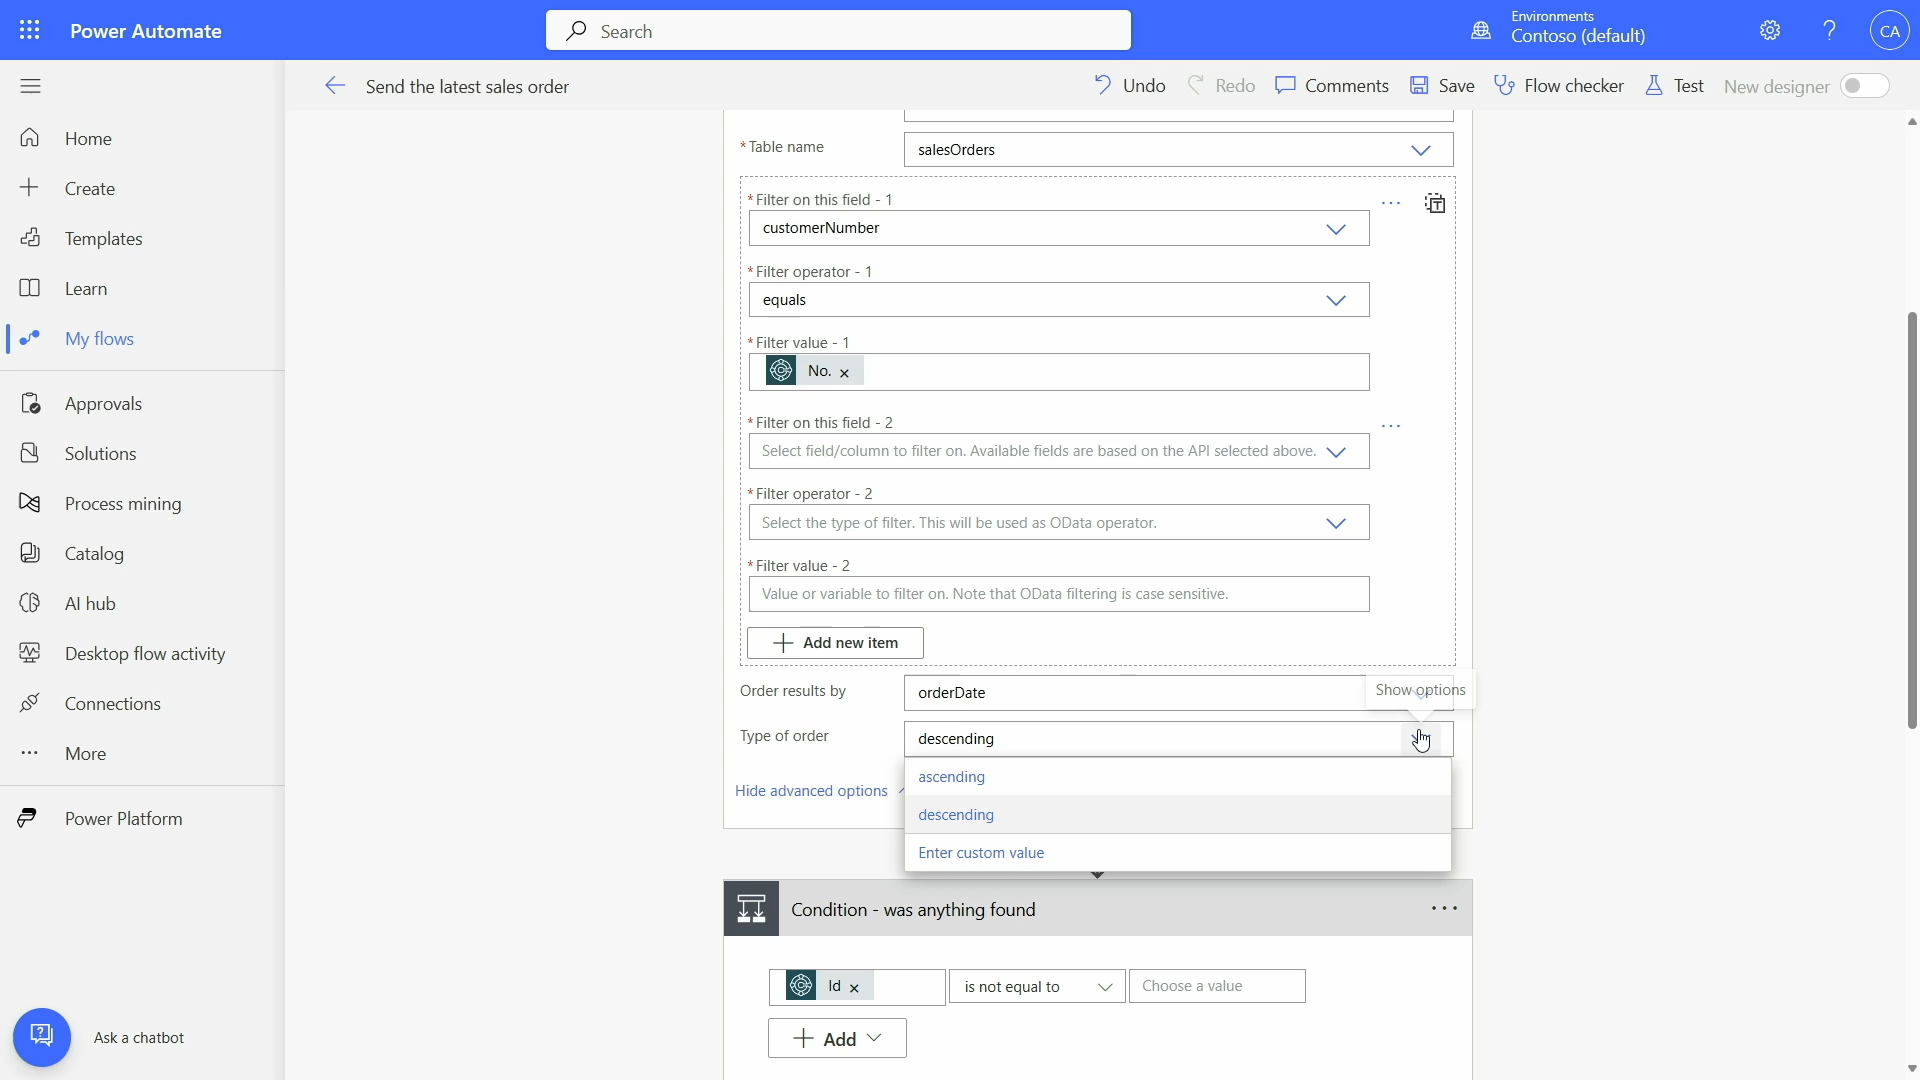 Power Automate
Search
Environments
Contoso (default)
?
CA
Send the latest sales order
Undo
Redo
Comments
Save
Flow checker
Test
New designer
Home
Create
Templates
Learn
My flows
Approvals
Solutions
Process mining
Catalog
AI hub
Desktop flow activity
Connections
More
Power Platform
Ask a chatbot
* Table name
salesOrders
* Filter on this field - 1
customerNumber
* Filter operator - 1
equals
* Filter value - 1
No. ×
* Filter on this field - 2
Select field/column to filter on. Available fields are based on the API selected above.
* Filter operator - 2
Select the type of filter. This will be used as OData operator.
* Filter value - 2
Value or variable to filter on. Note that OData filtering is case sensitive.
Add new item
Order results by
orderDate
Show options
Type of order
descending
ascending
descending
Enter custom value
Hide advanced options
Condition - was anything found
Id ×
is not equal to
Choose a value
Add